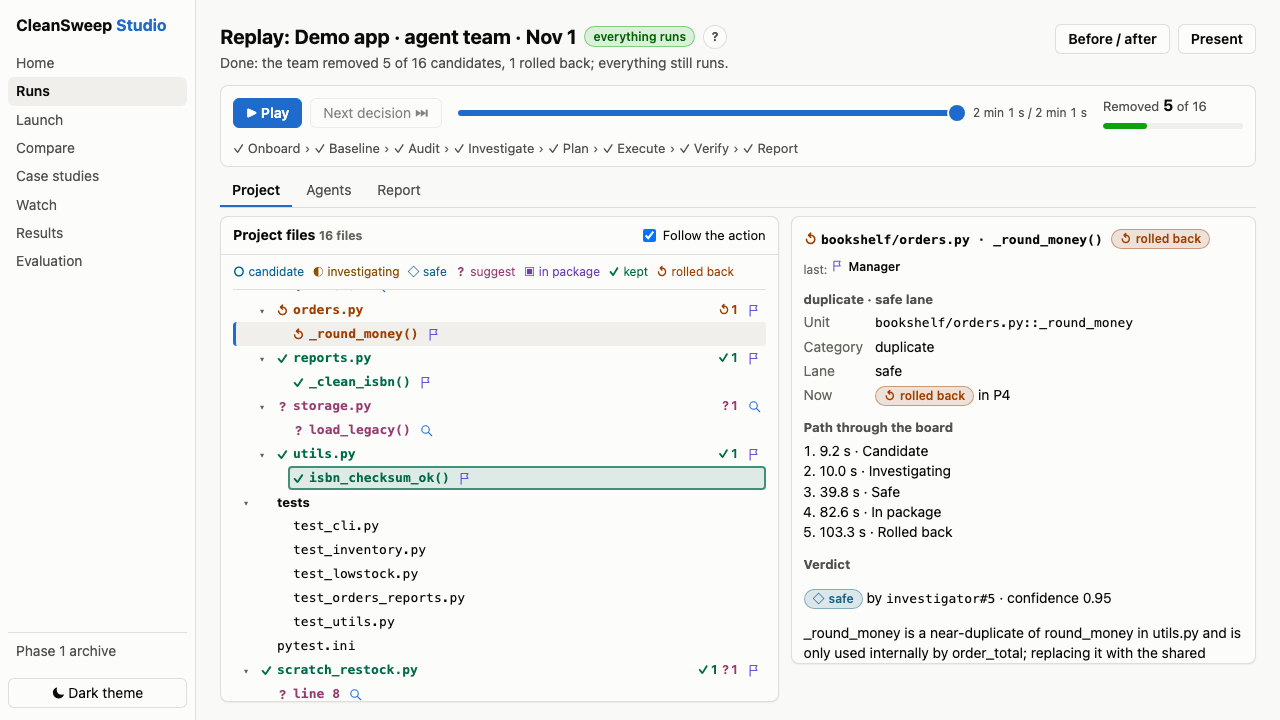 CleanSweep Studio
Home
Runs
Launch
Compare
Case studies
Watch
Results
Evaluation
Phase 1 archive
Dark theme
Replay: Demo app · agent team · Nov 1
everything runs
?
Before / after
Present
Done: the team removed 5 of 16 candidates, 1 rolled back; everything still runs.
Play
Next decision
2 min 1 s / 2 min 1 s
Removed 5 of 16
✓ Onboard › ✓ Baseline › ✓ Audit › ✓ Investigate › ✓ Plan › ✓ Execute › ✓ Verify › ✓ Report
Project
Agents
Report
Project files 16 files
Follow the action
candidate
investigating
safe
? suggest
in package
✓ kept
rolled back
orders.py
1
_round_money()
✓ reports.py
✓ 1
✓ _clean_isbn()
? storage.py
? 1
? load_legacy()
✓ utils.py
✓ 1
✓ isbn_checksum_ok()
tests
test_cli.py
test_inventory.py
test_lowstock.py
test_orders_reports.py
test_utils.py
pytest.ini
✓ scratch_restock.py
✓ 1 ? 1
? line 8
bookshelf/orders.py · _round_money()
rolled back
last: Manager
duplicate · safe lane
Unit bookshelf/orders.py::_round_money
Category duplicate
Lane safe
Now rolled back in P4
Path through the board
1. 9.2 s · Candidate
2. 10.0 s · Investigating
3. 39.8 s · Safe
4. 82.6 s · In package
5. 103.3 s · Rolled back
Verdict
safe by investigator#5 · confidence 0.95
_round_money is a near-duplicate of round_money in utils.py and is
only used internally by order_total; replacing it with the shared